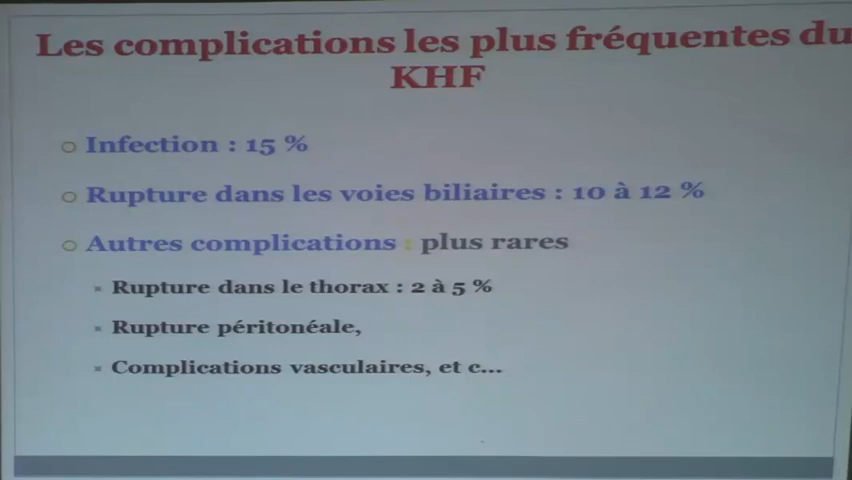 Les complications les plus fréquentes du
KHF
Infection : 15 %
Rupture dans les voies biliaires : 10 à 12 %
Autres complications : plus rares
Rupture dans le thorax : 2 à 5 %
Rupture péritonéale,
Complications vasculaires, et c...